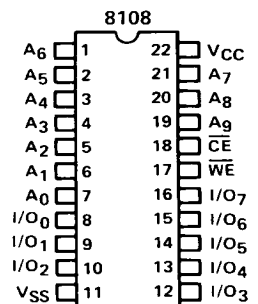 8108
A6 1 22 VCC
A5 2 21 A7
A4 3 20 A8
A3 4 19 A9
A2 5 18 C̅E̅
A1 6 17 W̅E̅
A0 7 16 I/O7
I/O0 8 15 I/O6
I/O1 9 14 I/O5
I/O2 10 13 I/O4
VSS 11 12 I/O3